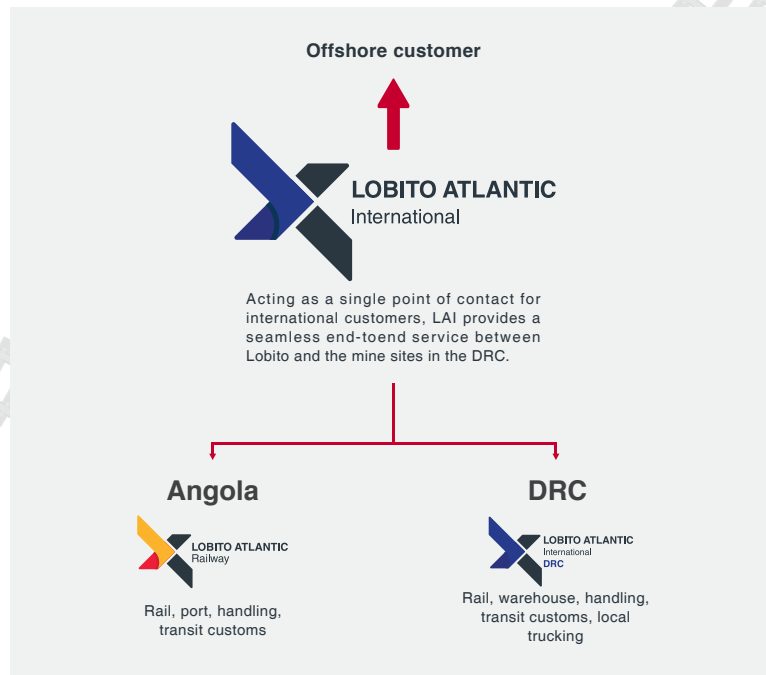 Offshore customer
LOBITO ATLANTIC
International
Acting as a single point of contact for
international customers, LAI provides a
seamless end-toend service between
Lobito and the mine sites in the DRC.
Angola
LOBITO ATLANTIC
Railway
Rail, port, handling,
transit customs
DRC
LOBITO ATLANTIC
International
DRC
Rail, warehouse, handling,
transit customs, local
trucking